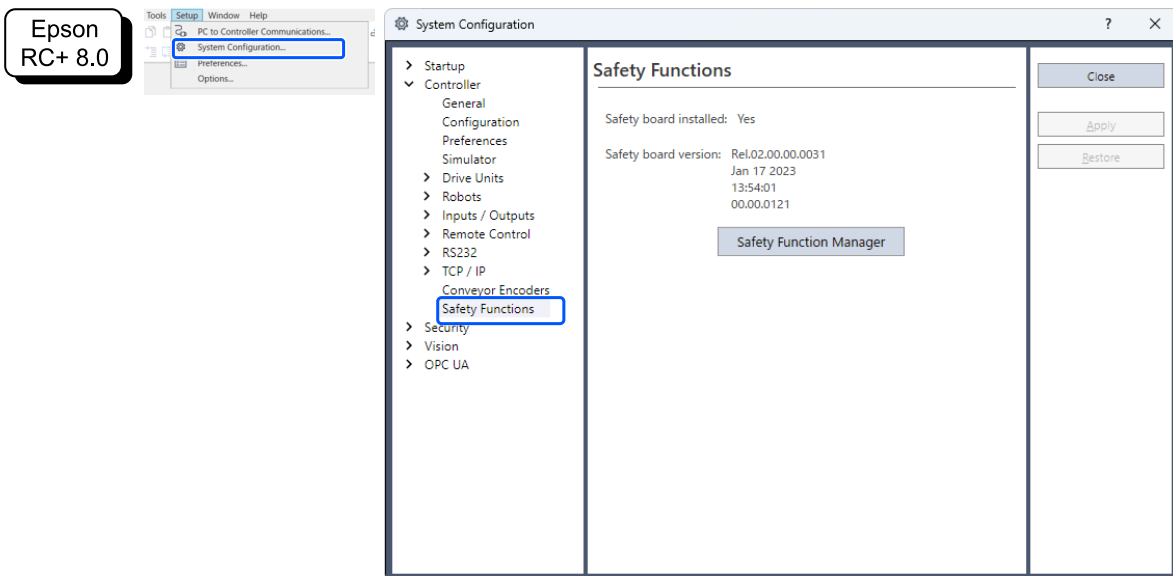 Epson
RC+ 8.0
Tools Setup Window Help
PC to Controller Communications...
System Configuration...
Preferences...
Options...
System Configuration
?
Startup
Controller
General
Configuration
Preferences
Simulator
Drive Units
Robots
Inputs / Outputs
Remote Control
RS232
TCP / IP
Conveyor Encoders
Safety Functions
Security
Vision
OPC UA
Safety Functions
Safety board installed: Yes
Safety board version: Rel.02.00.00.0031
Jan 17 2023
13:54:01
00.00.0121
Safety Function Manager
Close
Apply
Restore